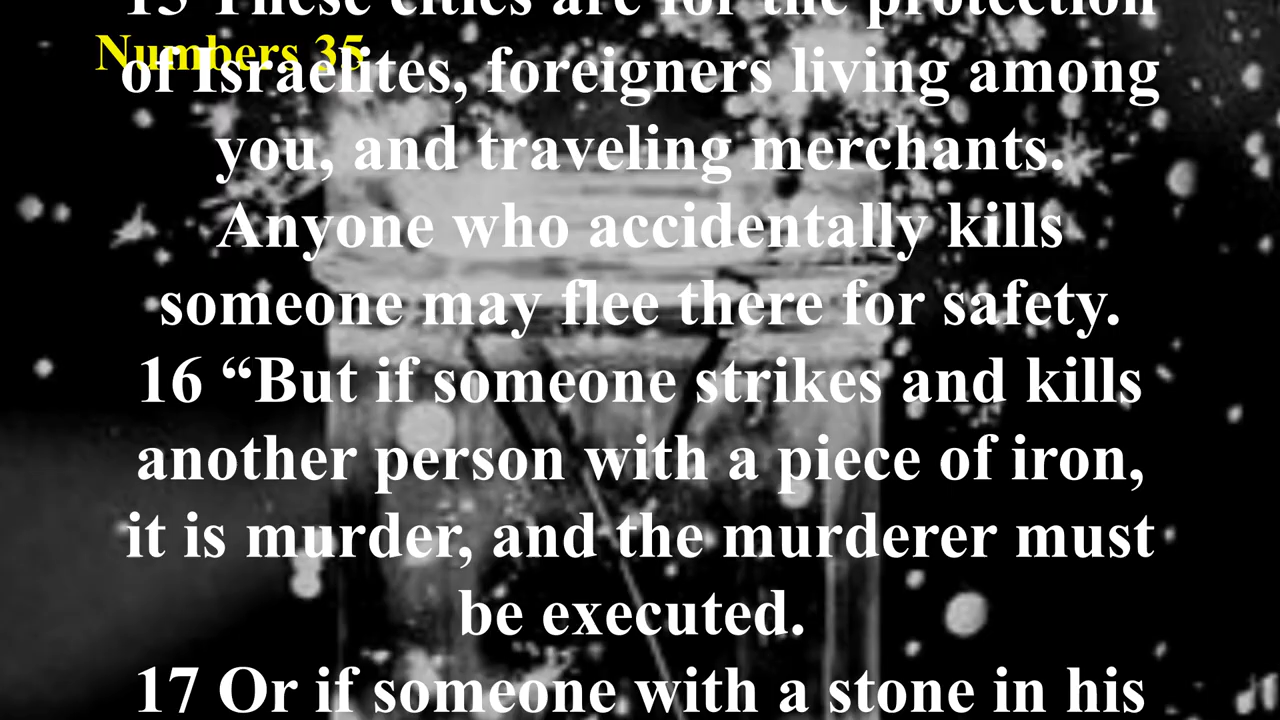 15 These cities are for the protection
Numbers 35
of Israelites, foreigners living among
you, and traveling merchants.
Anyone who accidentally kills
someone may flee there for safety.
16 “But if someone strikes and kills
another person with a piece of iron,
it is murder, and the murderer must
be executed.
17 Or if someone with a stone in his